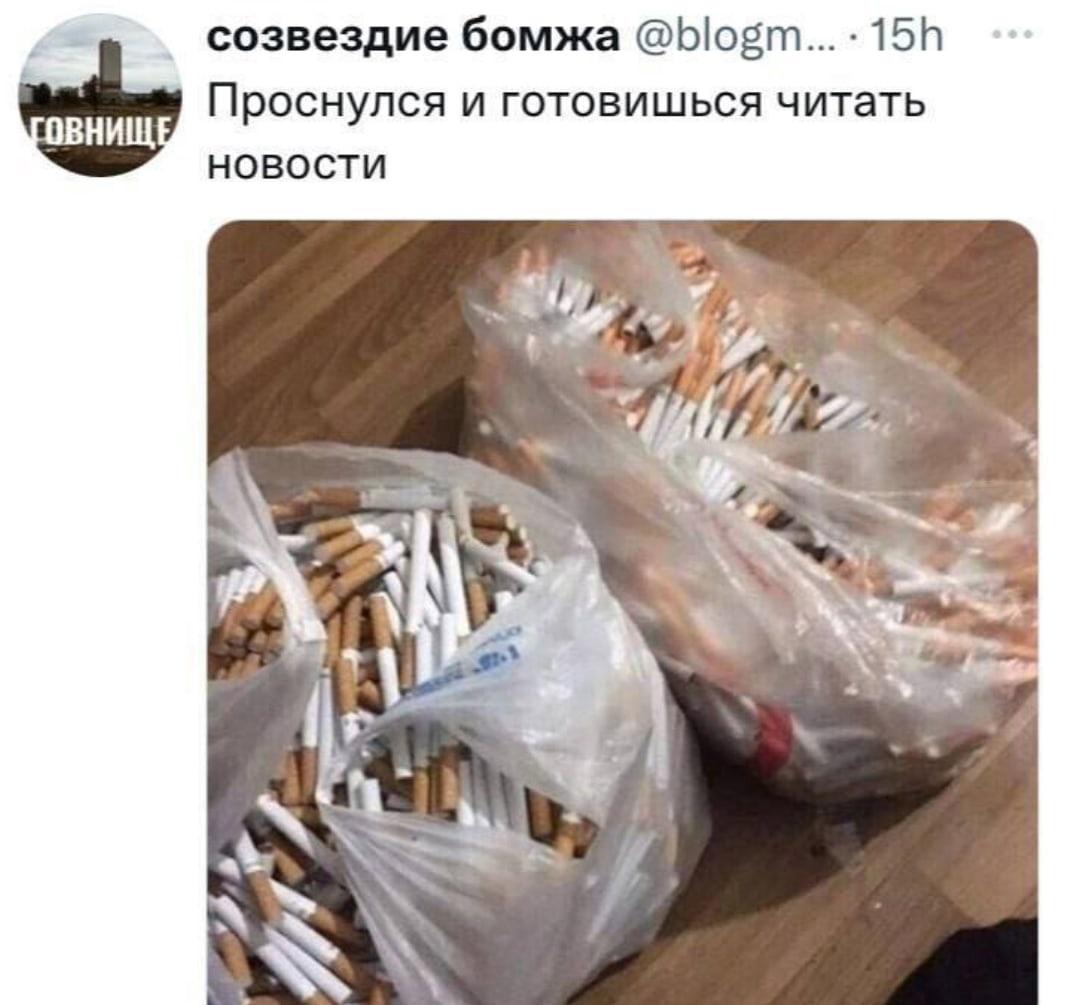 созвездие бомжа @blogm... · 15h
Проснулся и готовишься читать
новости
ГОВНИЩЕ